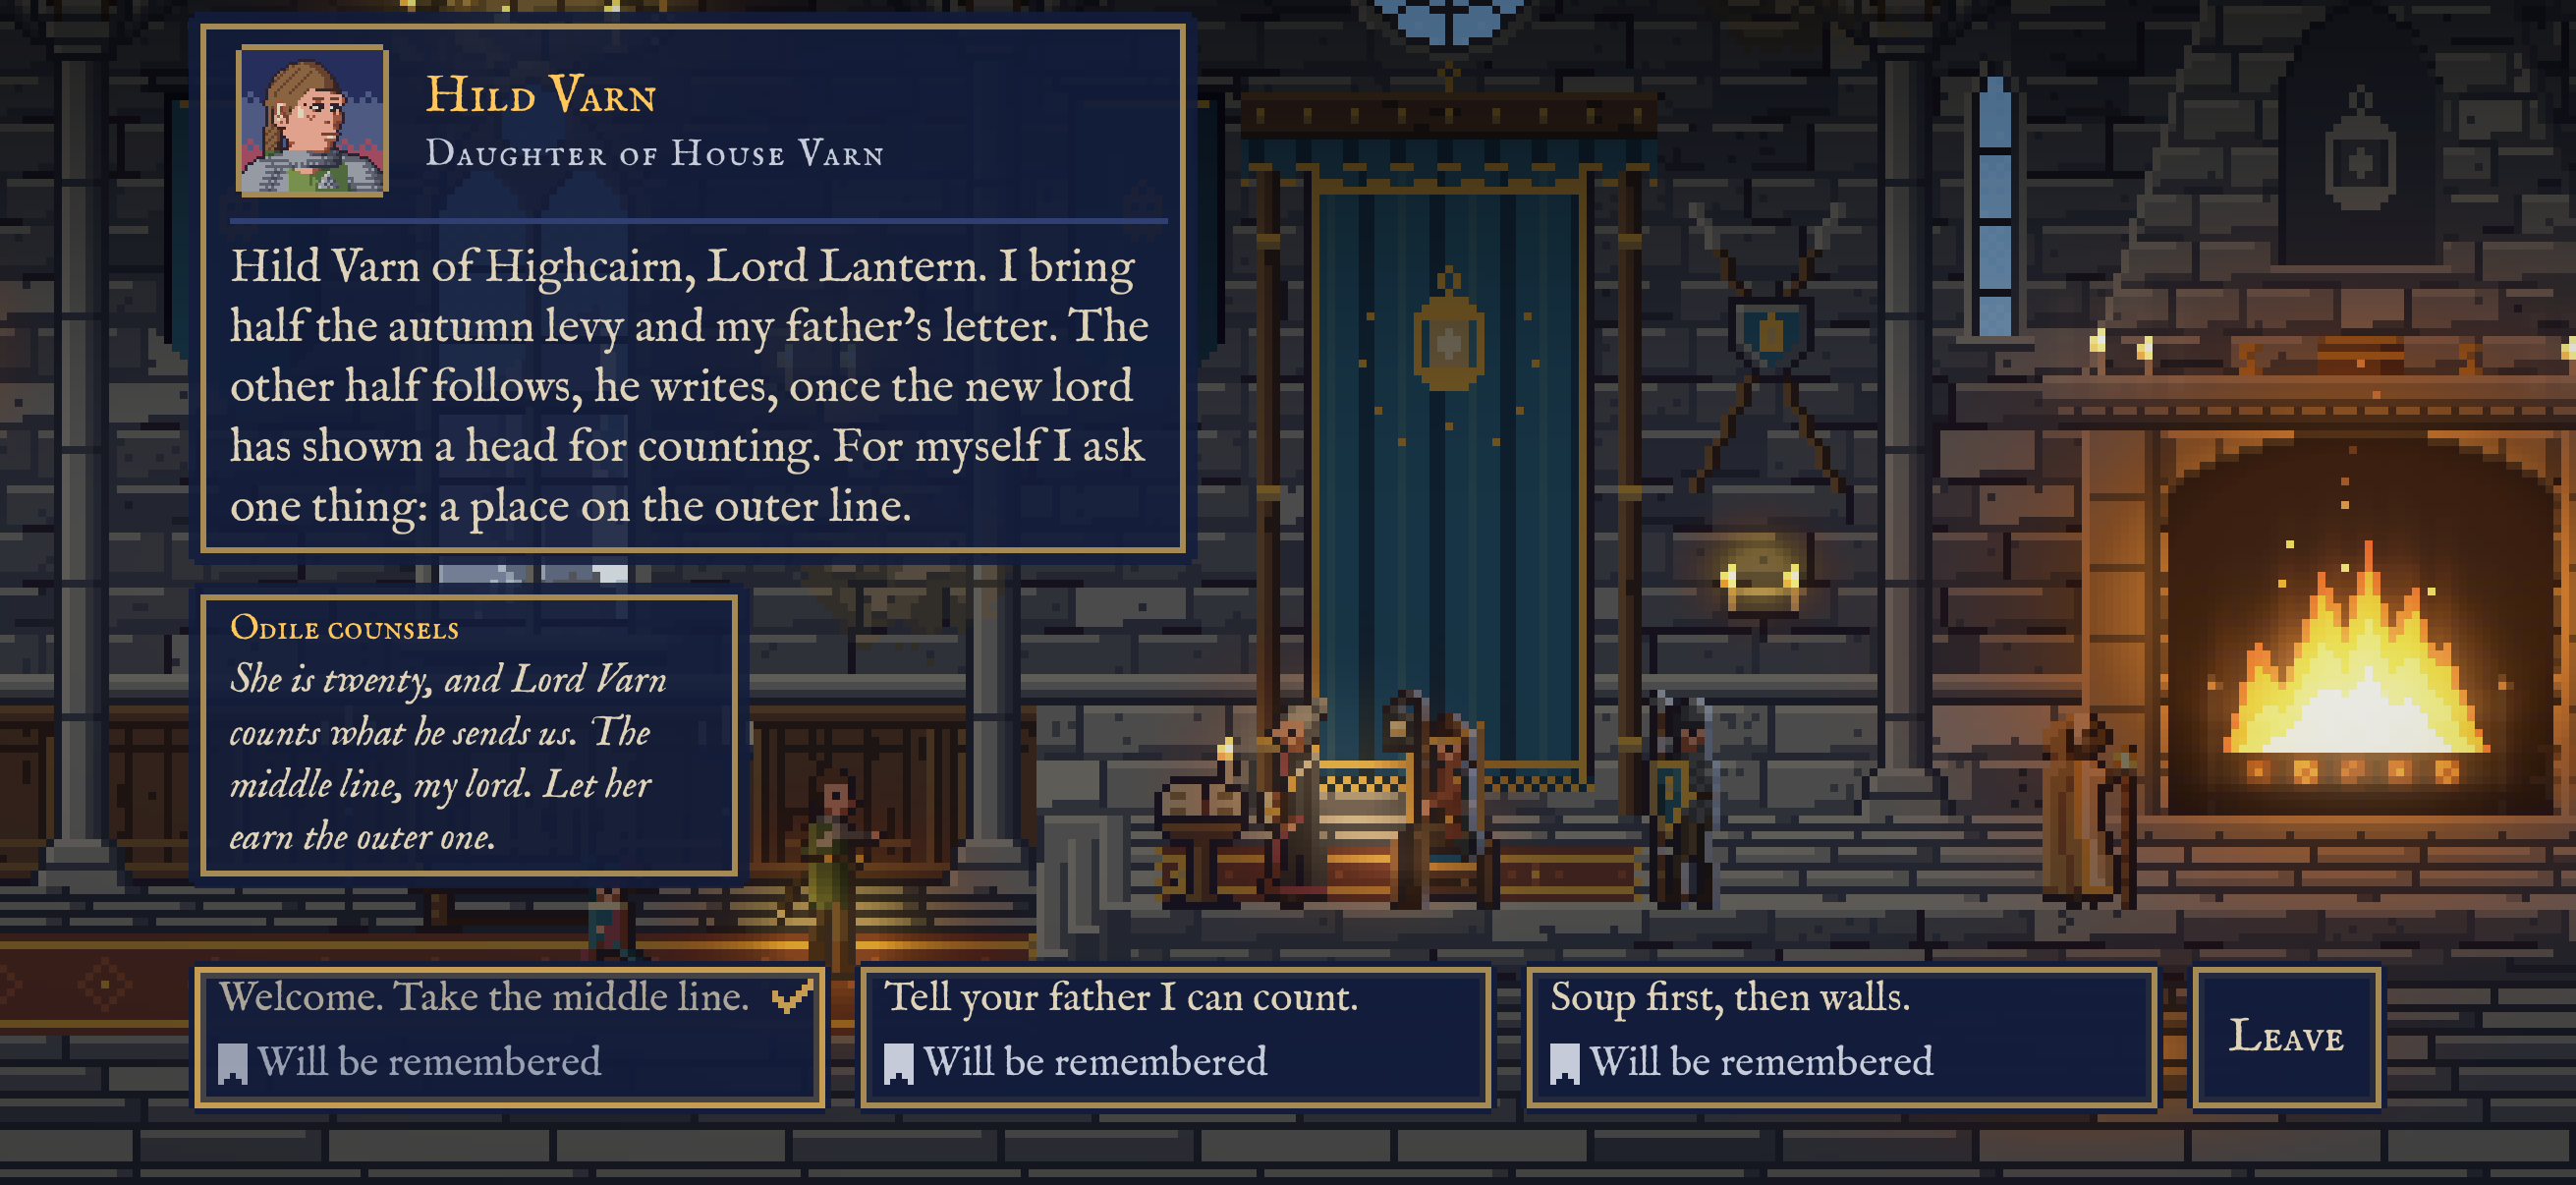 Hild Varn
Daughter of House Varn
Hild Varn of Highcairn, Lord Lantern. I bring
half the autumn levy and my father's letter. The
other half follows, he writes, once the new lord
has shown a head for counting. For myself I ask
one thing: a place on the outer line.
Odile counsels
She is twenty, and Lord Varn
counts what he sends us. The
middle line, my lord. Let her
earn the outer one.
Welcome. Take the middle line.
Will be remembered
Tell your father I can count.
Will be remembered
Soup first, then walls.
Will be remembered
Leave